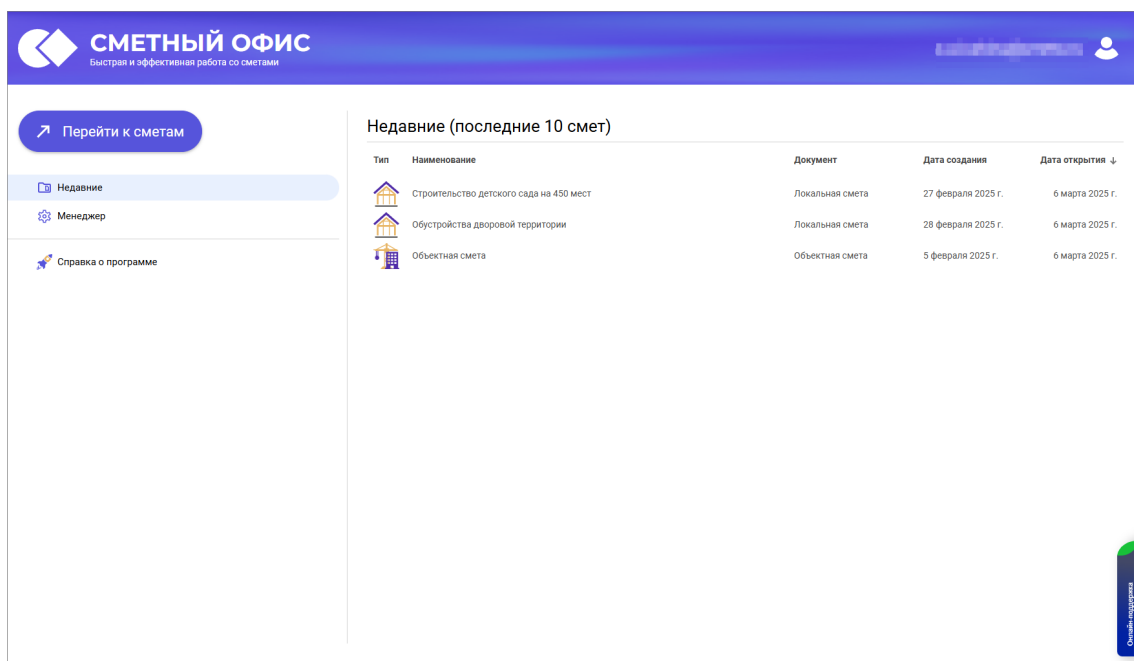 СМЕТНЫЙ ОФИС
Быстрая и эффективная работа со сметами
Перейти к сметам
Недавние
Менеджер
Справка о программе
Недавние (последние 10 смет)
Тип Наименование Документ Дата создания Дата открытия ↓
Строительство детского сада на 450 мест Локальная смета 27 февраля 2025 г. 6 марта 2025 г.
Обустройства дворовой территории Локальная смета 28 февраля 2025 г. 6 марта 2025 г.
Объектная смета Объектная смета 5 февраля 2025 г. 6 марта 2025 г.
Онлайн-поддержка